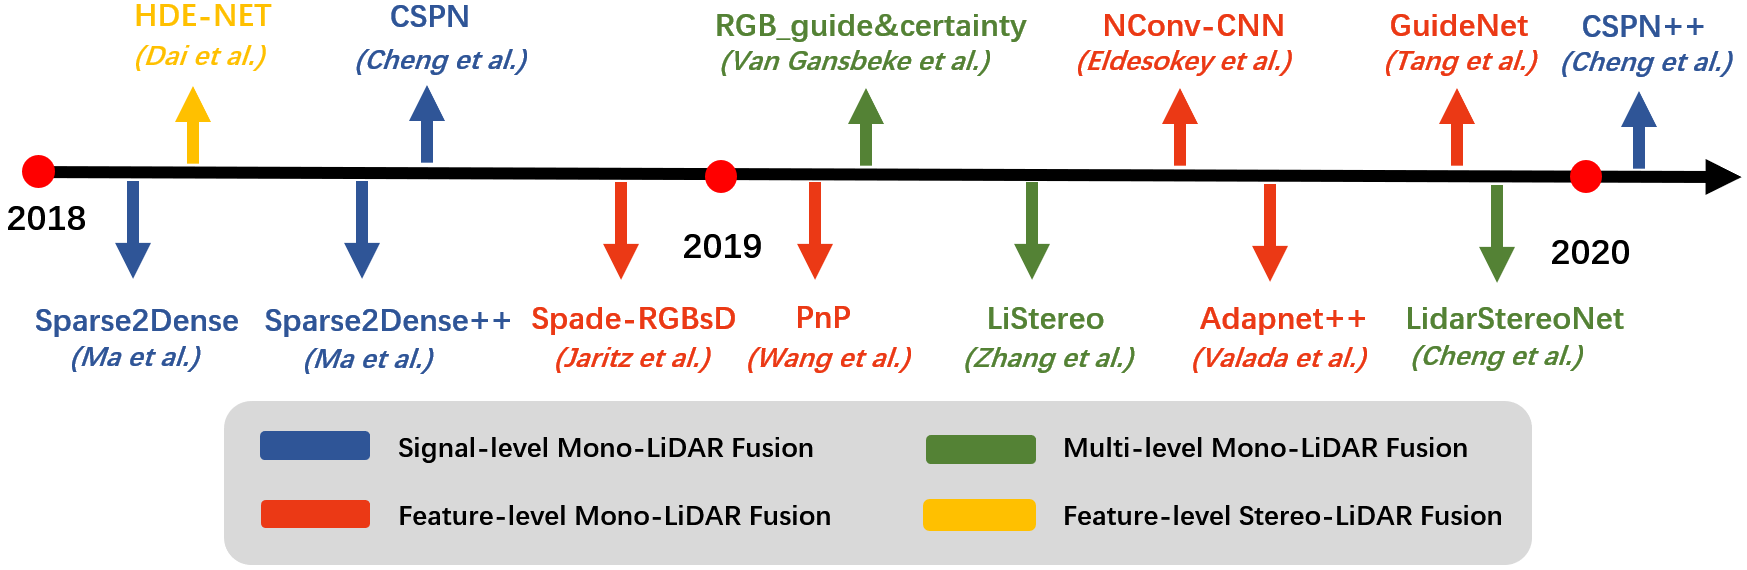 HDE-NET
(Dai et al.)
CSPN
(Cheng et al.)
RGB_guide&certainty
(Van Gansbeke et al.)
NConv-CNN
(Eldesokey et al.)
GuideNet
(Tang et al.)
CSPN++
(Cheng et al.)
2018
2019
2020
Sparse2Dense
(Ma et al.)
Sparse2Dense++
(Ma et al.)
Spade-RGBsD
(Jaritz et al.)
PnP
(Wang et al.)
LiStereo
(Zhang et al.)
Adapnet++
(Valada et al.)
LidarStereoNet
(Cheng et al.)
Signal-level Mono-LiDAR Fusion
Multi-level Mono-LiDAR Fusion
Feature-level Mono-LiDAR Fusion
Feature-level Stereo-LiDAR Fusion